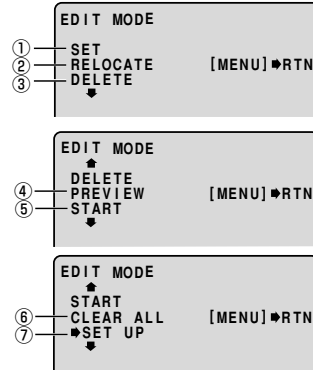 EDIT MODE
① SET
② RELOCATE [MENU]➡RTN
③ DELETE
⬇
EDIT MODE
⬆
DELETE
④ PREVIEW [MENU]➡RTN
⑤ START
⬇
EDIT MODE
⬆
START
⑥ CLEAR ALL [MENU]➡RTN
⑦ ➡SET UP
⬇